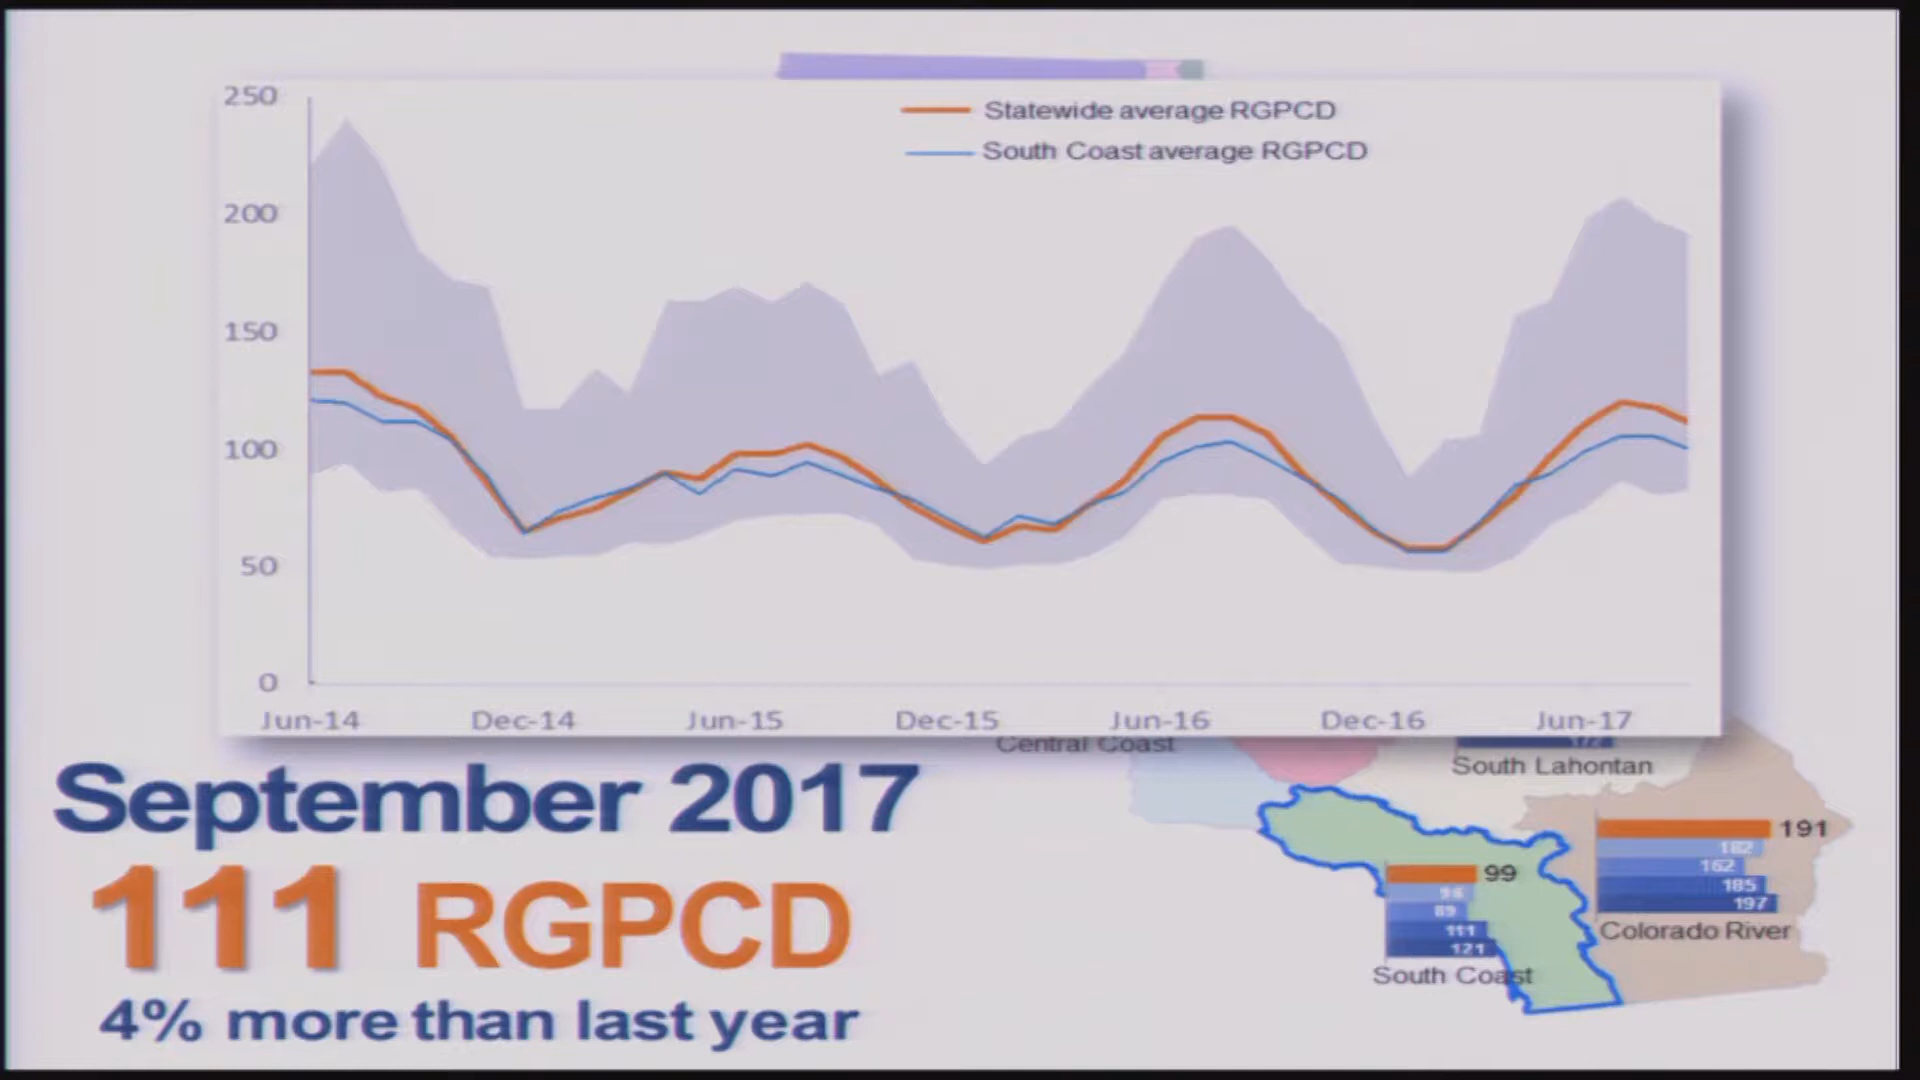 250
Statewide average RGPCD
South Coast average RGPCD
200
150
100
50
0
Jun-14 Dec-14 Jun-15 Dec-15 Jun-16 Dec-16 Jun-17
Central Coast
South Lahontan
September 2017
111 RGPCD
4% more than last year
191
182
162
185
197
Colorado River
99
89
111
121
South Coast